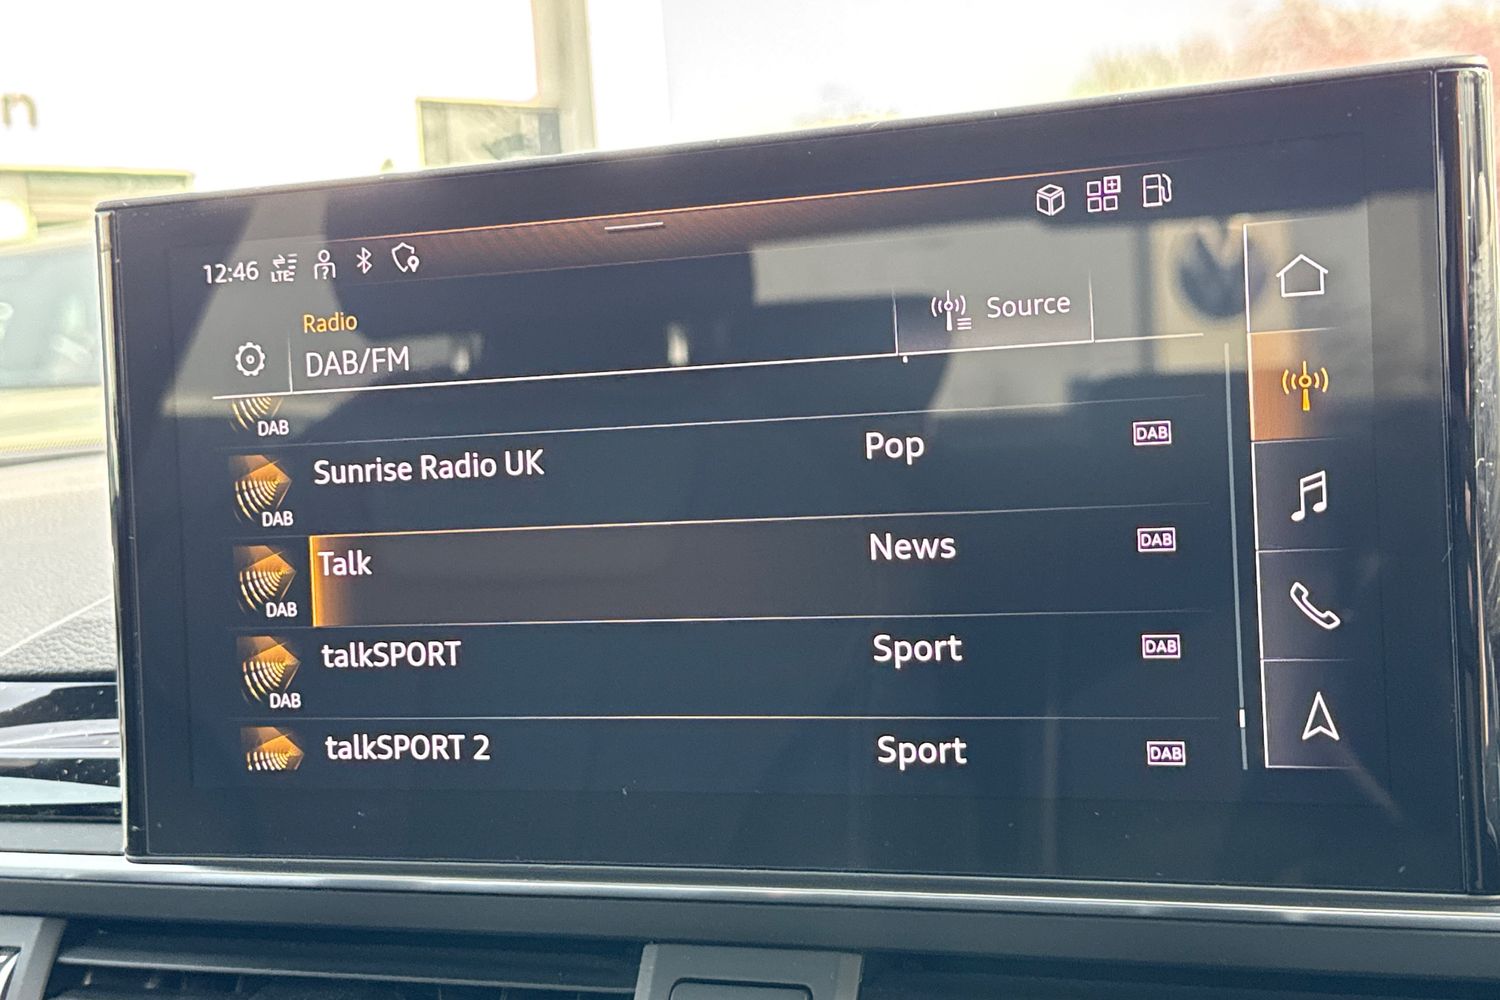 n
12:46 LTE
Radio
DAB/FM
Source
DAB
Sunrise Radio UK Pop DAB
DAB
Talk News DAB
DAB
talkSPORT Sport DAB
DAB
talkSPORT 2 Sport DAB